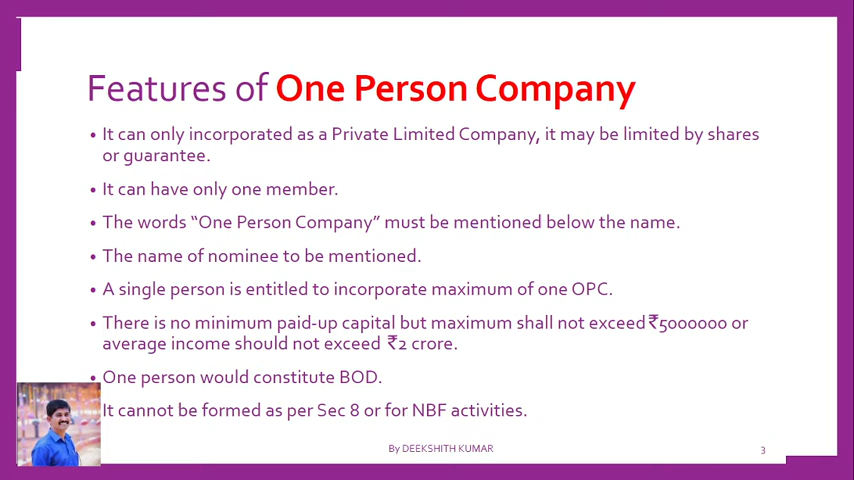 Features of One Person Company
• It can only incorporated as a Private Limited Company, it may be limited by shares
or guarantee.
• It can have only one member.
• The words “One Person Company” must be mentioned below the name.
• The name of nominee to be mentioned.
• A single person is entitled to incorporate maximum of one OPC.
• There is no minimum paid-up capital but maximum shall not exceed ₹5000000 or
average income should not exceed ₹2 crore.
• One person would constitute BOD.
It cannot be formed as per Sec 8 or for NBF activities.
By DEEKSHITH KUMAR
3